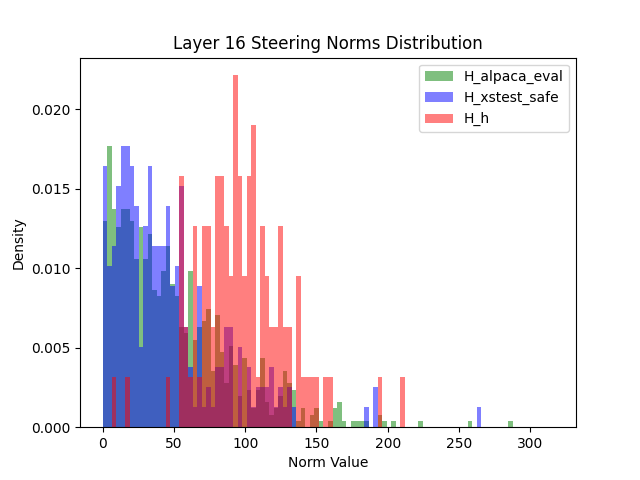 Layer 16 Steering Norms Distribution
H_alpaca_eval
H_xstest_safe
H_h
0.020
0.015
0.010
0.005
0.000
Density
0 50 100 150 200 250 300
Norm Value